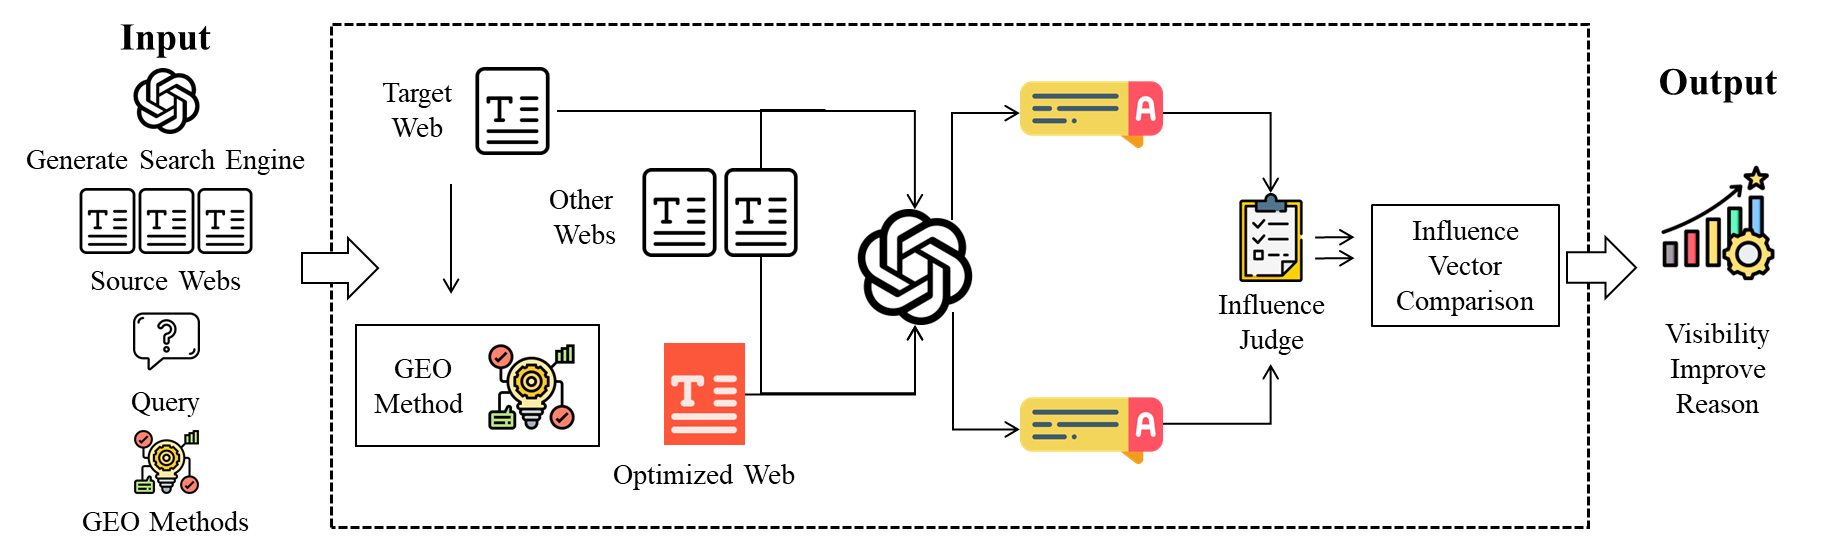 Input
Generate Search Engine
T
T
T
Source Webs
?
Query
GEO Methods
Target
Web
T
Other
Webs
T
T
GEO
Method
T
Optimized Web
A
A
Influence
Judge
Influence
Vector
Comparison
Output
Visibility
Improve
Reason